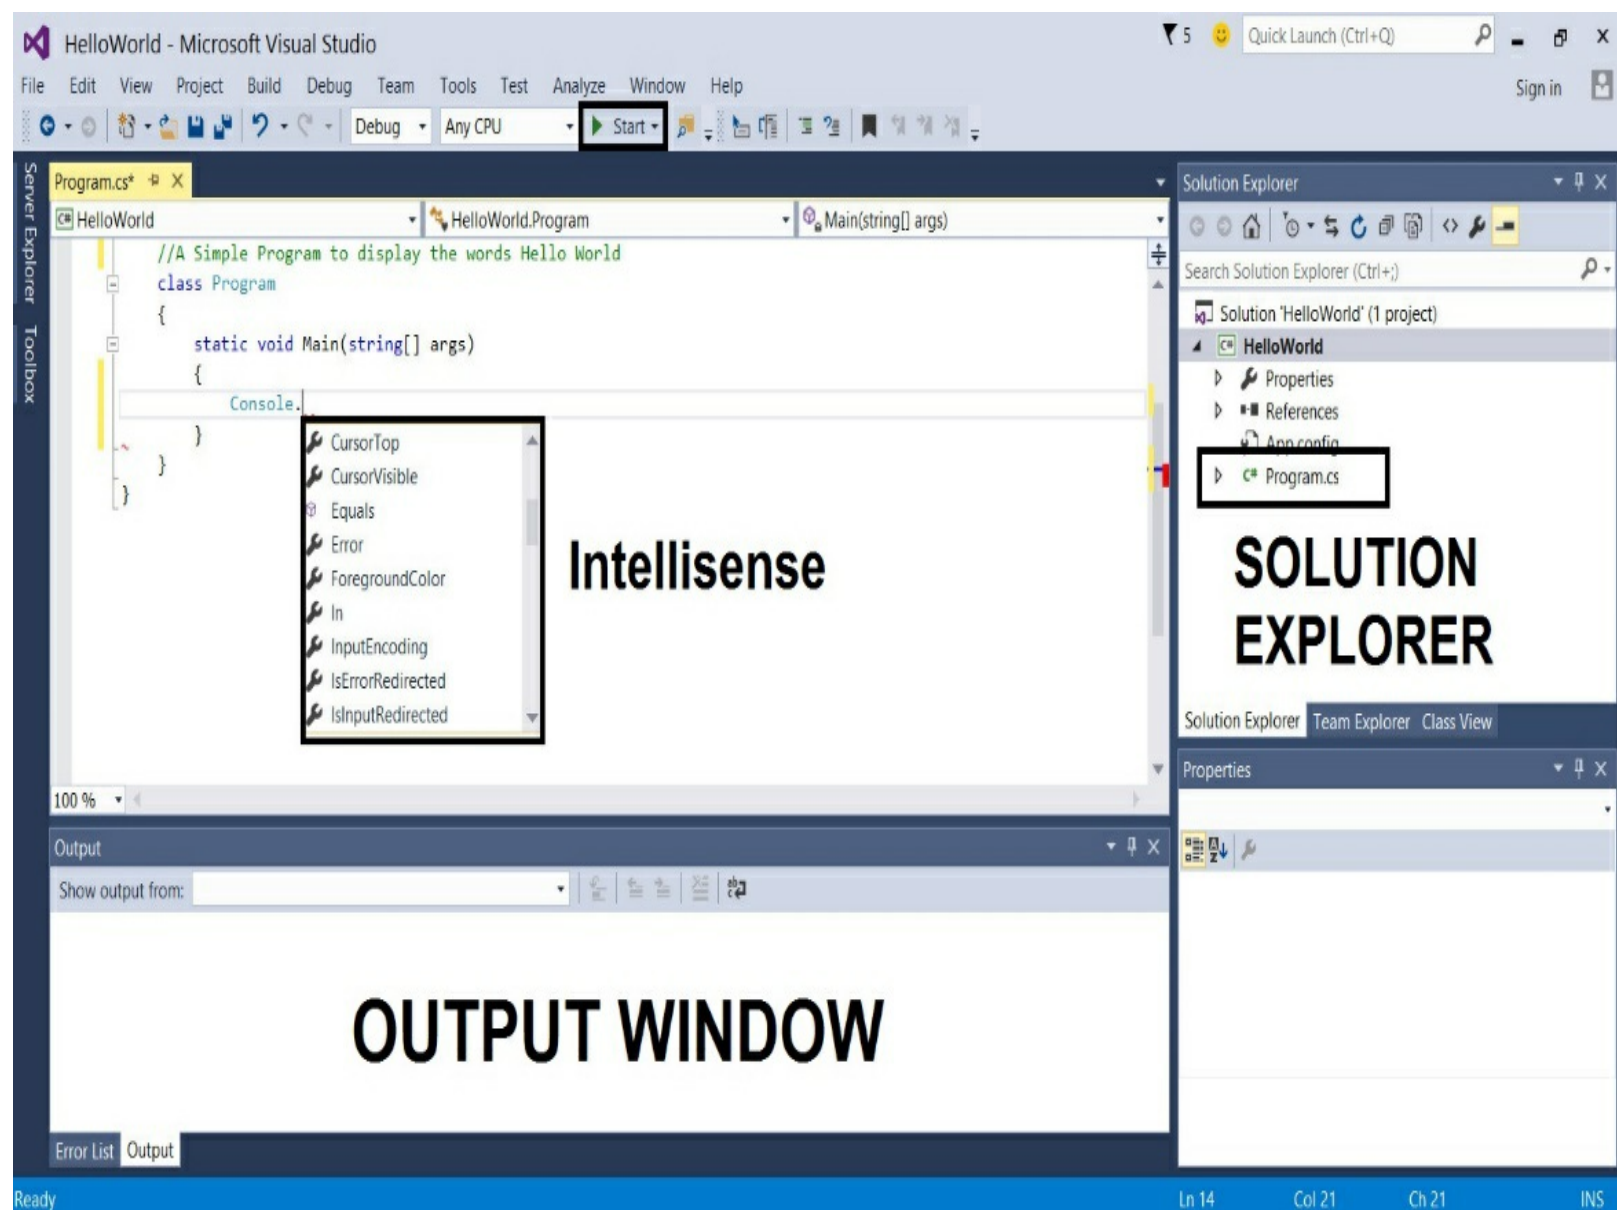 HelloWorld - Microsoft Visual Studio
5
Quick Launch (Ctrl+Q)
File Edit View Project Build Debug Team Tools Test Analyze Window Help
Sign in
Debug Any CPU Start
Server Explorer
Toolbox
Program.cs*
HelloWorld HelloWorld.Program Main(string[] args)
//A Simple Program to display the words Hello World
class Program
{
static void Main(string[] args)
{
Console.
}
}
}
CursorTop
CursorVisible
Equals
Error
ForegroundColor
In
InputEncoding
IsErrorRedirected
IsInputRedirected
Intellisense
100 %
Output
Show output from:
OUTPUT WINDOW
Error List Output
Solution Explorer
Search Solution Explorer (Ctrl+;)
Solution 'HelloWorld' (1 project)
C# HelloWorld
Properties
References
App.config
C# Program.cs
SOLUTION
EXPLORER
Solution Explorer Team Explorer Class View
Properties
Ready Ln 14 Col 21 Ch 21 INS